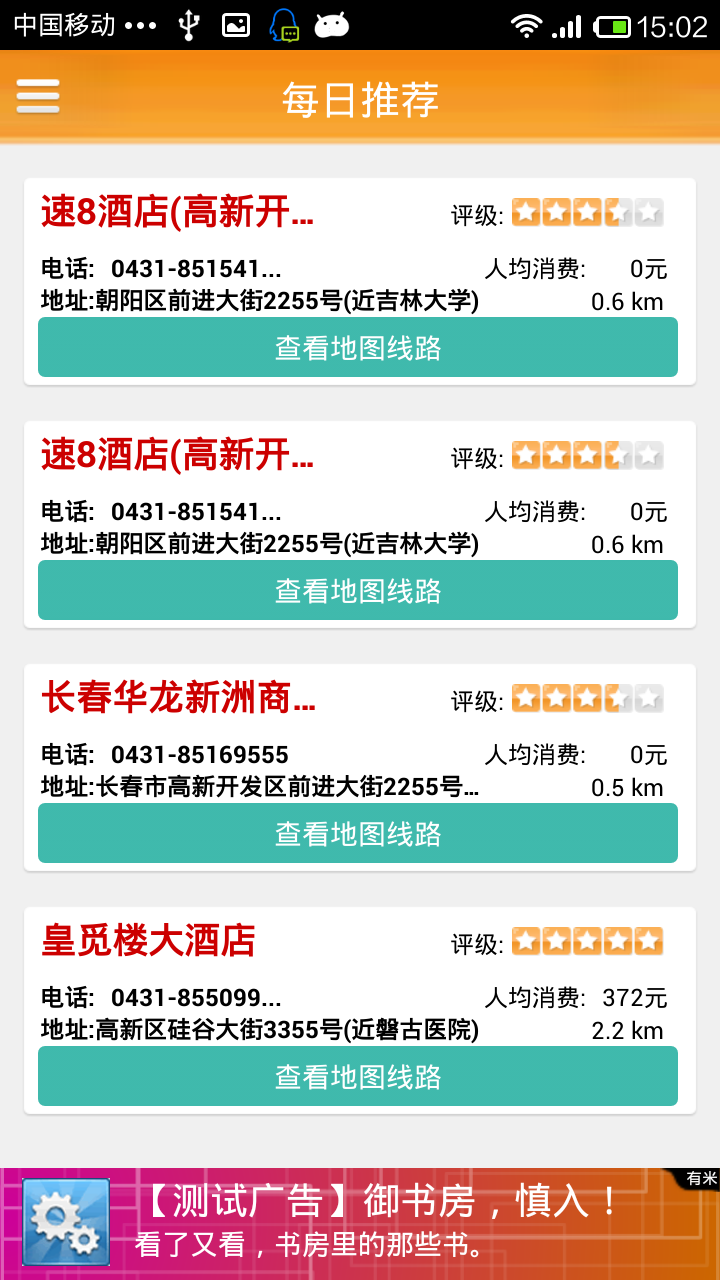 中国移动 15:02
每日推荐
速8酒店(高新开... 评级:
电话: 0431-851541... 人均消费: 0元
地址:朝阳区前进大街2255号(近吉林大学) 0.6 km
查看地图线路
速8酒店(高新开... 评级:
电话: 0431-851541... 人均消费: 0元
地址:朝阳区前进大街2255号(近吉林大学) 0.6 km
查看地图线路
长春华龙新洲商... 评级:
电话: 0431-85169555 人均消费: 0元
地址:长春市高新开发区前进大街2255号... 0.5 km
查看地图线路
皇觅楼大酒店 评级:
电话: 0431-855099... 人均消费: 372元
地址:高新区硅谷大街3355号(近磐古医院) 2.2 km
查看地图线路
有米
【测试广告】御书房，慎入！
看了又看，书房里的那些书。